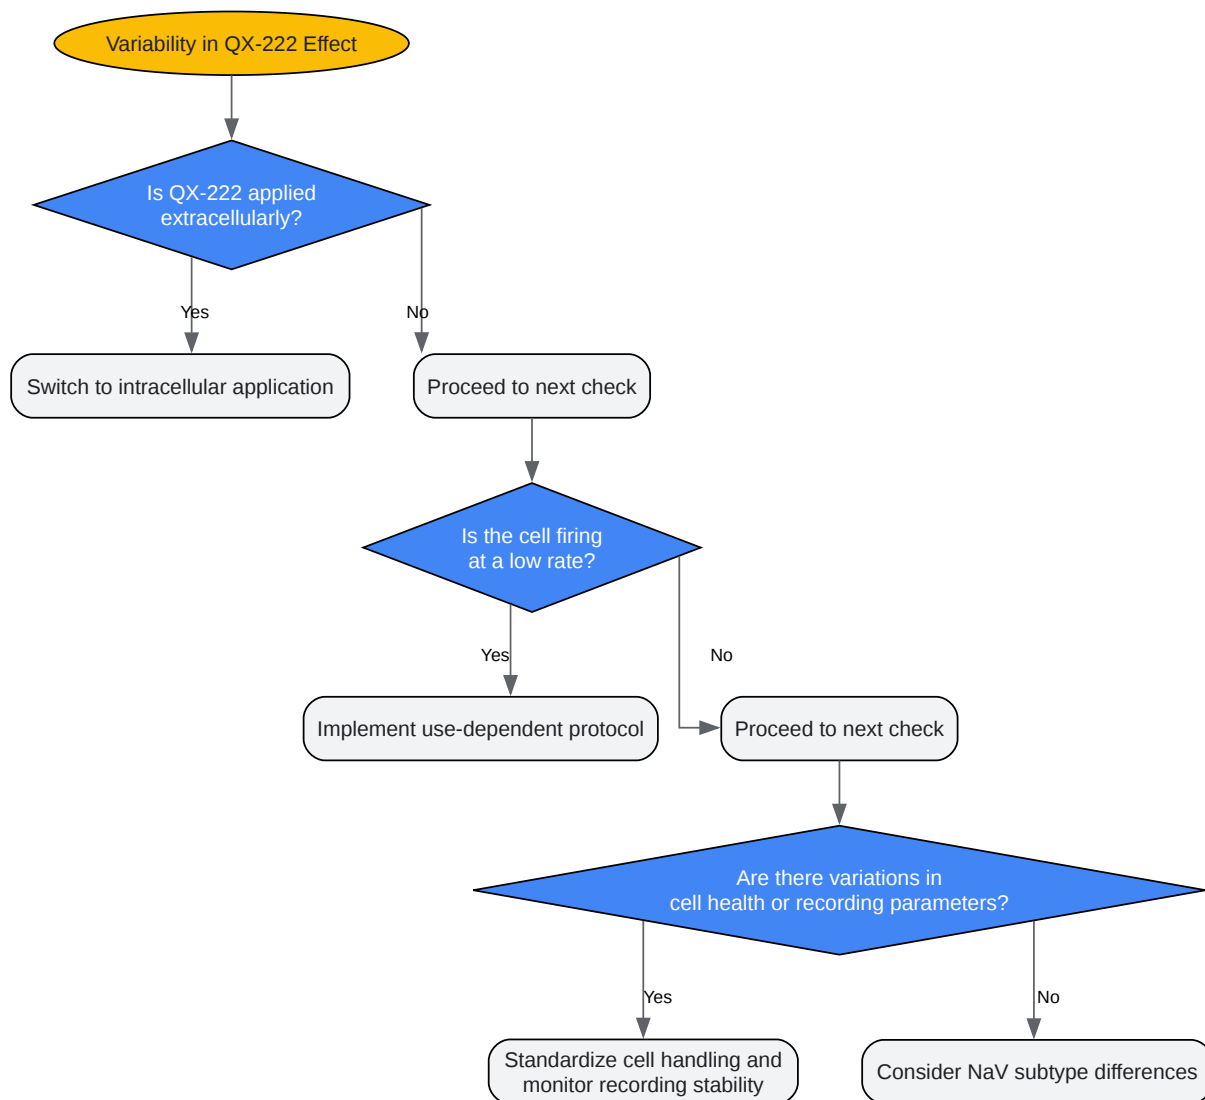 Variability in QX-222 Effect
Is QX-222 applied
extracellularly?
Yes
No
Switch to intracellular application
Proceed to next check
Is the cell firing
at a low rate?
Yes
No
Implement use-dependent protocol
Proceed to next check
Are there variations in
cell health or recording parameters?
Yes
No
Standardize cell handling and
monitor recording stability
Consider NaV subtype differences